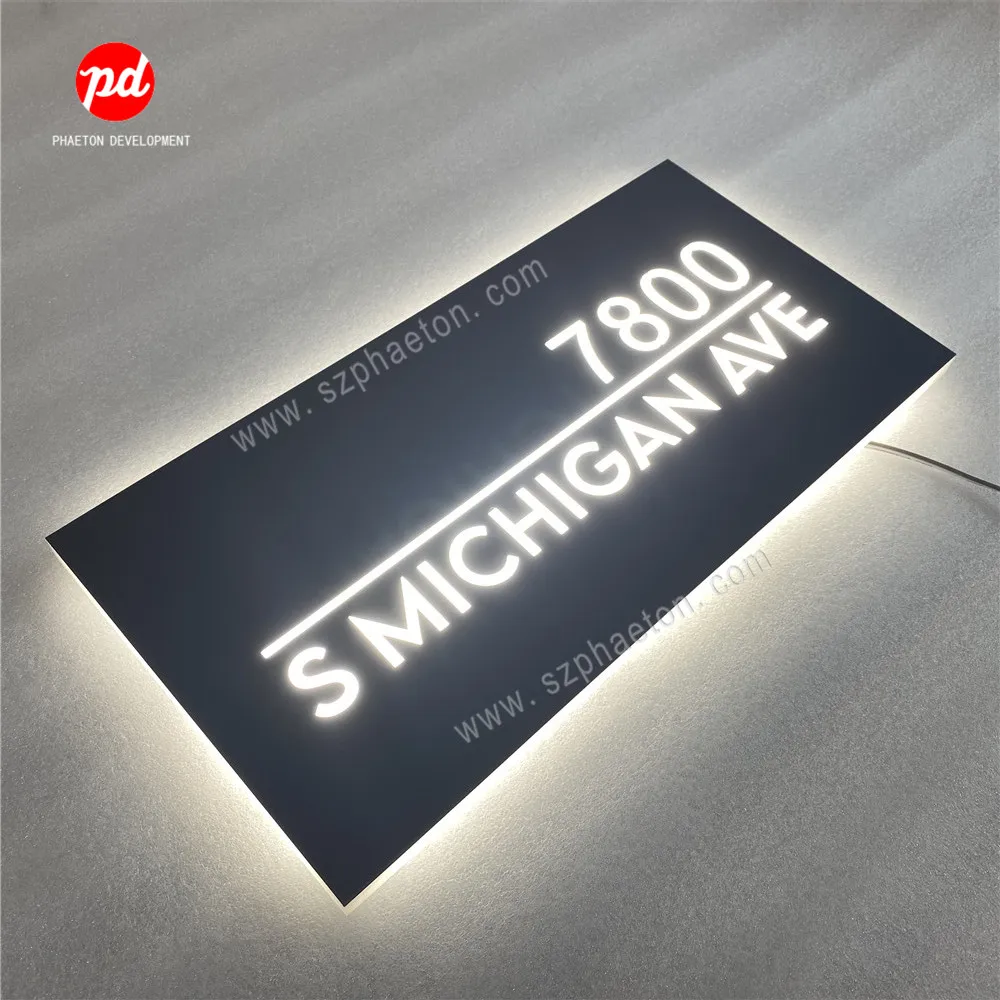 pd
PHAETON DEVELOPMENT
www.szphaeton.com
7800
S MICHIGAN AVE
www.szphaeton.com